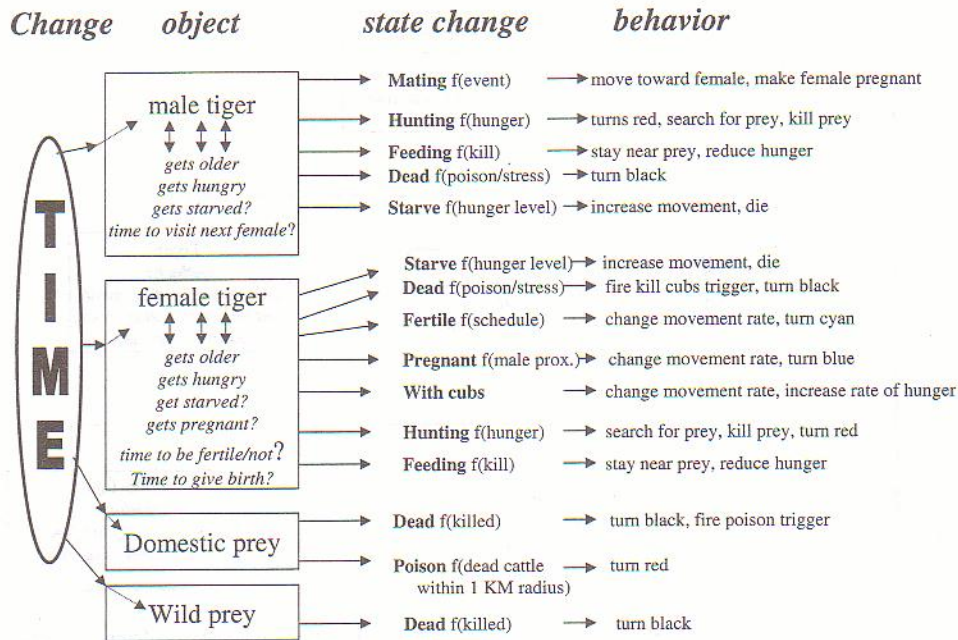 Change object state change behavior
TIME
male tiger
gets older
gets hungry
gets starved?
time to visit next female?
Mating f(event) move toward female, make female pregnant
Hunting f(hunger) turns red, search for prey, kill prey
Feeding f(kill) stay near prey, reduce hunger
Dead f(poison/stress) turn black
Starve f(hunger level) increase movement, die
female tiger
gets older
gets hungry
get starved?
gets pregnant?
time to be fertile/not?
Time to give birth?
Starve f(hunger level) increase movement, die
Dead f(poison/stress) fire kill cubs trigger, turn black
Fertile f(schedule) change movement rate, turn cyan
Pregnant f(male prox.) change movement rate, turn blue
With cubs change movement rate, increase rate of hunger
Hunting f(hunger) search for prey, kill prey, turn red
Feeding f(kill) stay near prey, reduce hunger
Domestic prey
Dead f(killed) turn black, fire poison trigger
Poison f(dead cattle turn red
within 1 KM radius)
Wild prey
Dead f(killed) turn black